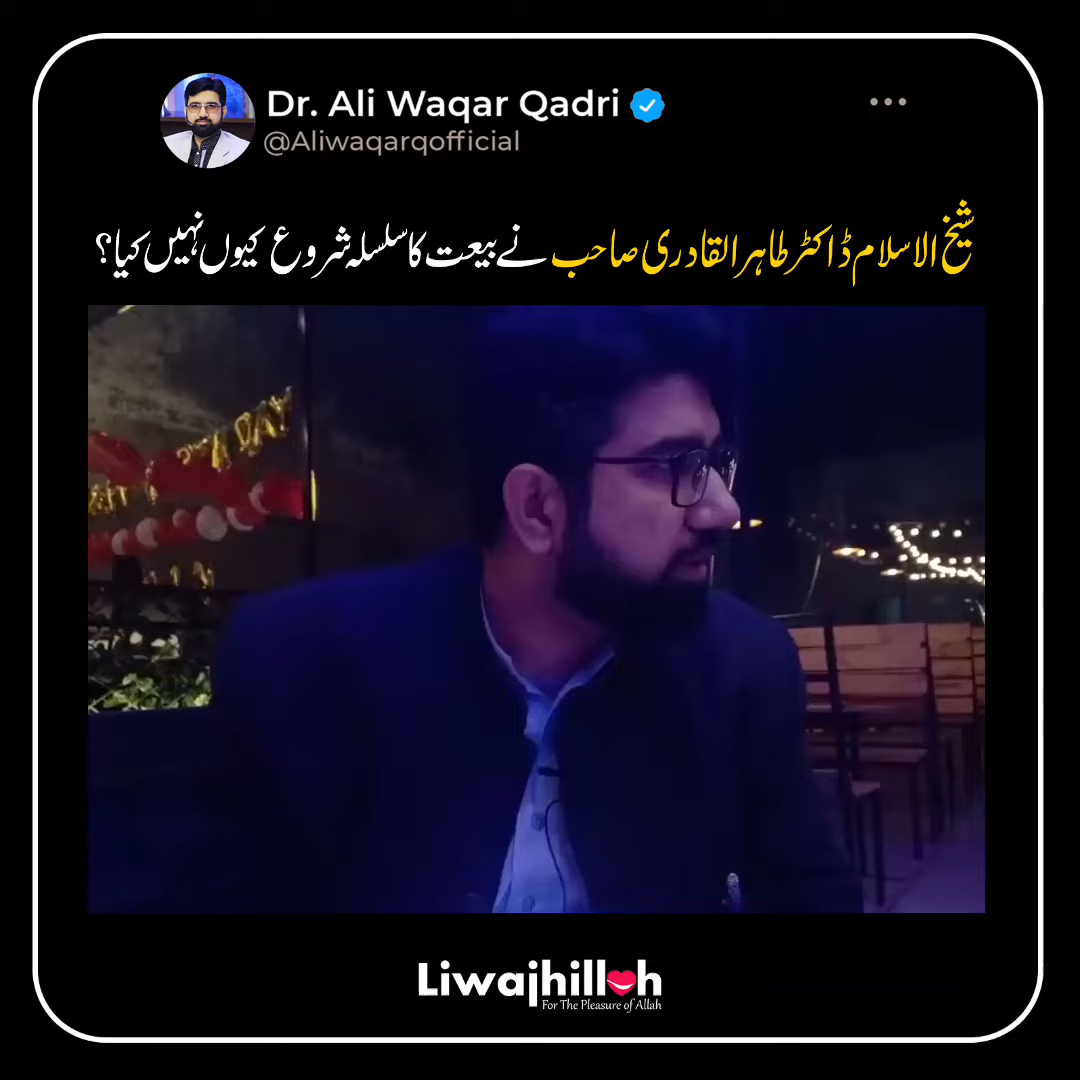 Dr. Ali Waqar Qadri
@Aliwaqarqofficial
شیخ الاسلام ڈاکٹر طاہر القادری صاحب نے بیعت کا سلسلہ شروع کیوں نہیں کیا؟
DAY
Liwajhillah
For The Pleasure of Allah